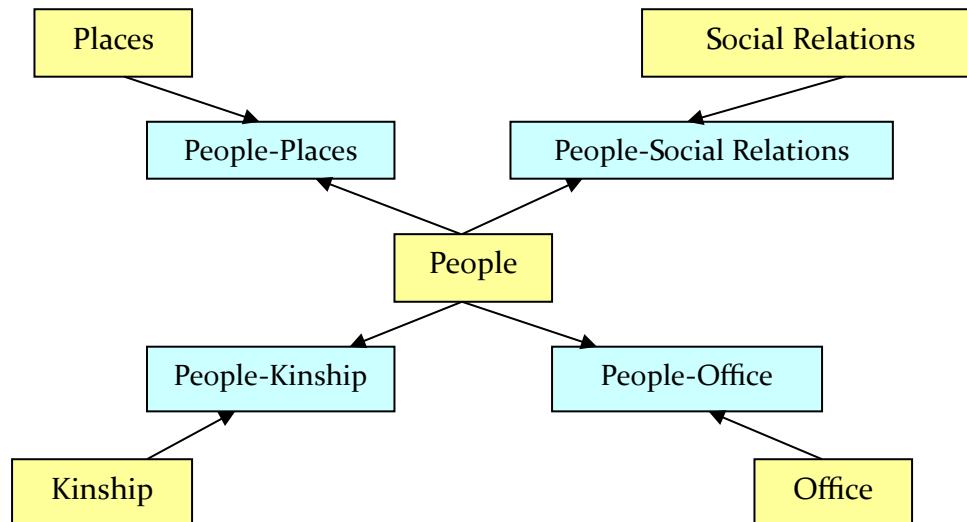 Places
Social Relations
People-Places
People-Social Relations
People
People-Kinship
People-Office
Kinship
Office